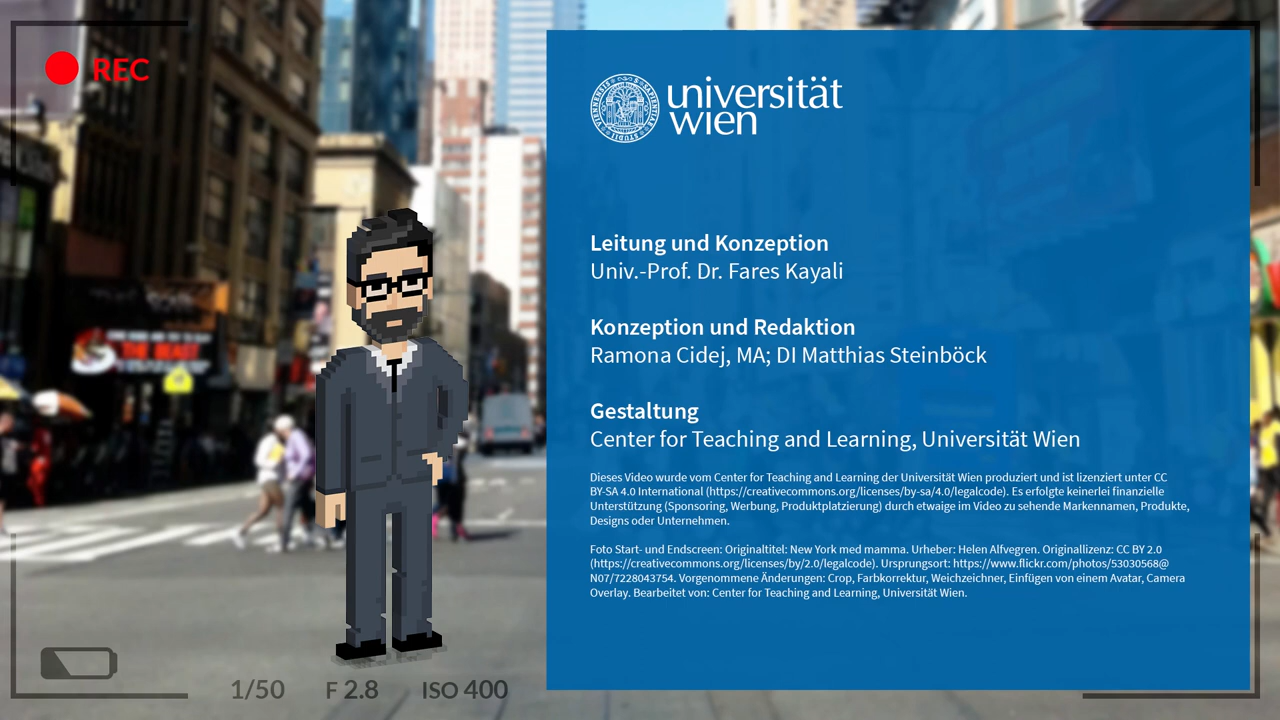 REC
THE BEAST
universität
wien
Leitung und Konzeption
Univ.-Prof. Dr. Fares Kayali
Konzeption und Redaktion
Ramona Cidej, MA; DI Matthias Steinböck
Gestaltung
Center for Teaching and Learning, Universität Wien
Dieses Video wurde vom Center for Teaching and Learning der Universität Wien produziert und ist lizenziert unter CC
BY-SA 4.0 International (https://creativecommons.org/licenses/by-sa/4.0/legalcode). Es erfolgte keinerlei finanzielle
Unterstützung (Sponsoring, Werbung, Produktplatzierung) durch etwaige im Video zu sehende Markennamen, Produkte,
Designs oder Unternehmen.
Foto Start- und Endscreen: Originaltitel: New York med mamma. Urheber: Helen Alfvegren. Originallizenz: CC BY 2.0
(https://creativecommons.org/licenses/by/2.0/legalcode). Ursprungsort: https://www.flickr.com/photos/53030568@
N07/7228043754. Vorgenommene Änderungen: Crop, Farbkorrektur, Weichzeichner, Einfügen von einem Avatar, Camera
Overlay. Bearbeitet von: Center for Teaching and Learning, Universität Wien.
1/50 F 2.8 ISO 400